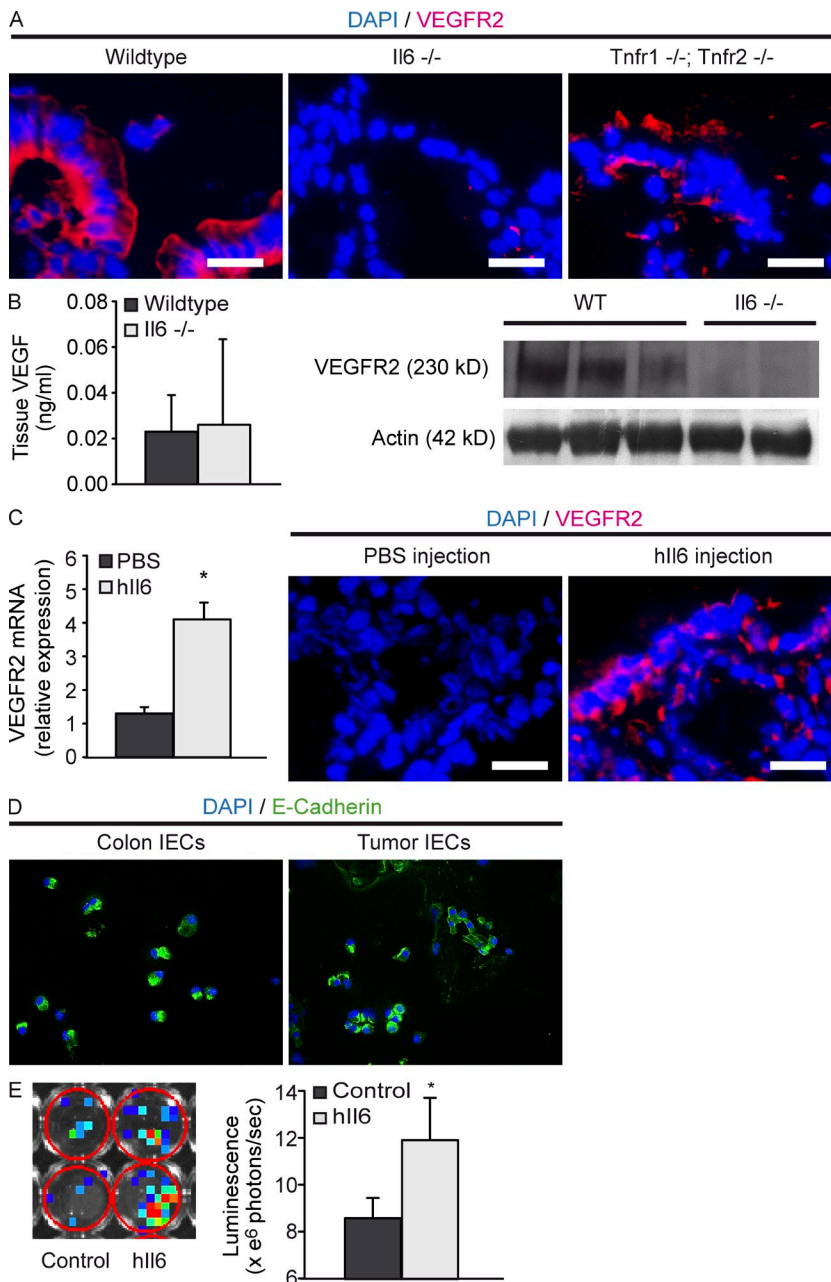 A
DAPI / VEGFR2
Wildtype
Il6 -/-
Tnfr1 -/-; Tnfr2 -/-
B
Tissue VEGF
(ng/ml)
0.08
0.06
0.04
0.02
0.00
Wildtype
Il6 -/-
WT
Il6 -/-
VEGFR2 (230 kD)
Actin (42 kD)
C
VEGFR2 mRNA
(relative expression)
6
5
4
3
2
1
0
PBS
hIl6
*
DAPI / VEGFR2
PBS injection
hIl6 injection
D
DAPI / E-Cadherin
Colon IECs
Tumor IECs
E
Control
hIl6
Luminescence
(x e⁶ photons/sec)
14
12
10
8
6
Control
hIl6
*